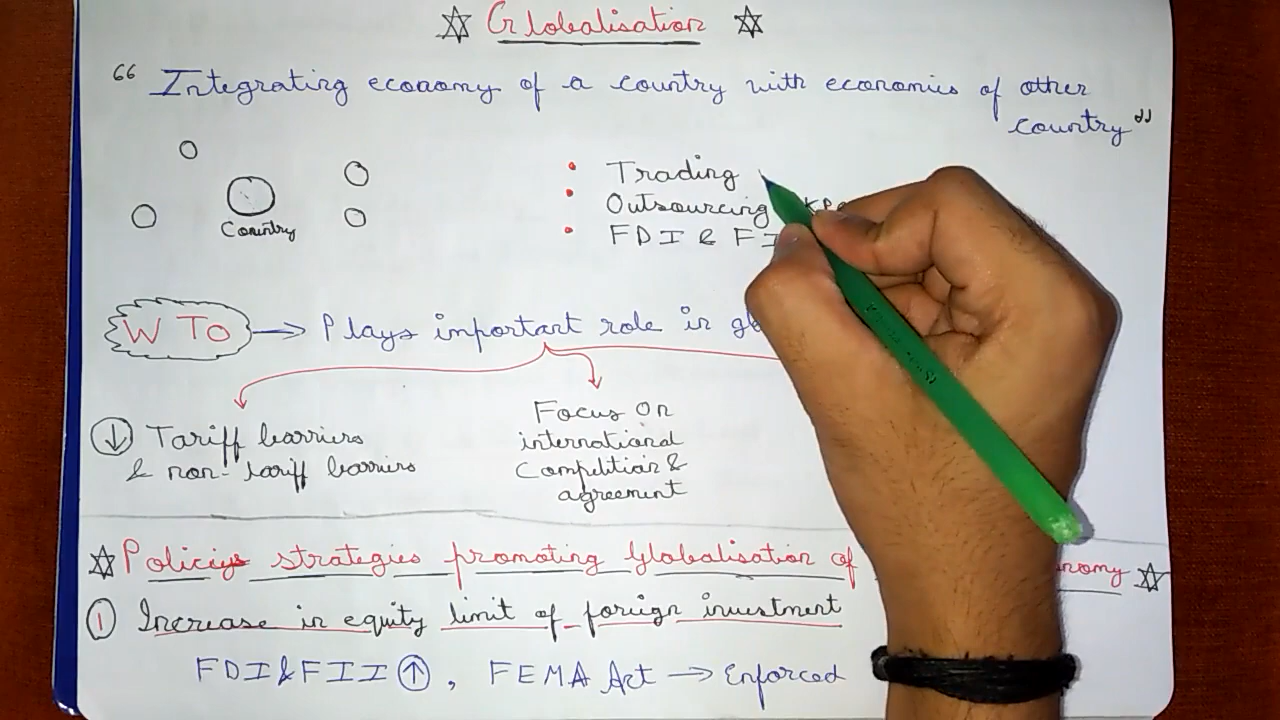 Globalisation
“ Integrating economy of a country with economies of other
country ”
Country
• Trading
• Outsourcing
• FDI & FI
WTO → Plays important role in
↓ Tariff barriers
& non-tariff barriers
Focus on
international
Competition &
agreement
Policiys strategies promoting Globalisation of
① Increase in equity limit of foreign investment
FDI & FII ↑, FEMA Act → Enforced